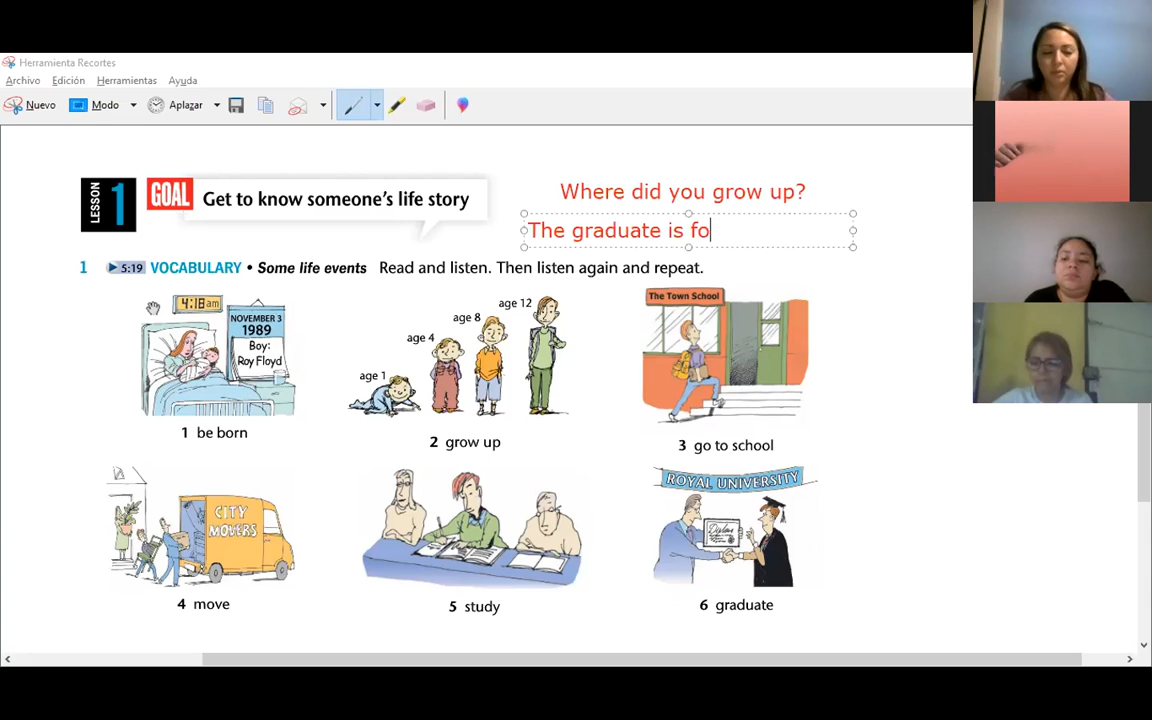 Herramienta Recortes
Archivo Edición Herramientas Ayuda
Nuevo Modo Aplazar
LESSON 1 GOAL Get to know someone's life story
Where did you grow up?
The graduate is fo
1 5:19 VOCABULARY • Some life events Read and listen. Then listen again and repeat.
4:18am
NOVEMBER 3
1989
Boy:
Roy Floyd
age 1
age 4
age 8
age 12
The Town School
1 be born
2 grow up
3 go to school
CITY
MOVERS
ROYAL UNIVERSITY
Diploma
4 move
5 study
6 graduate